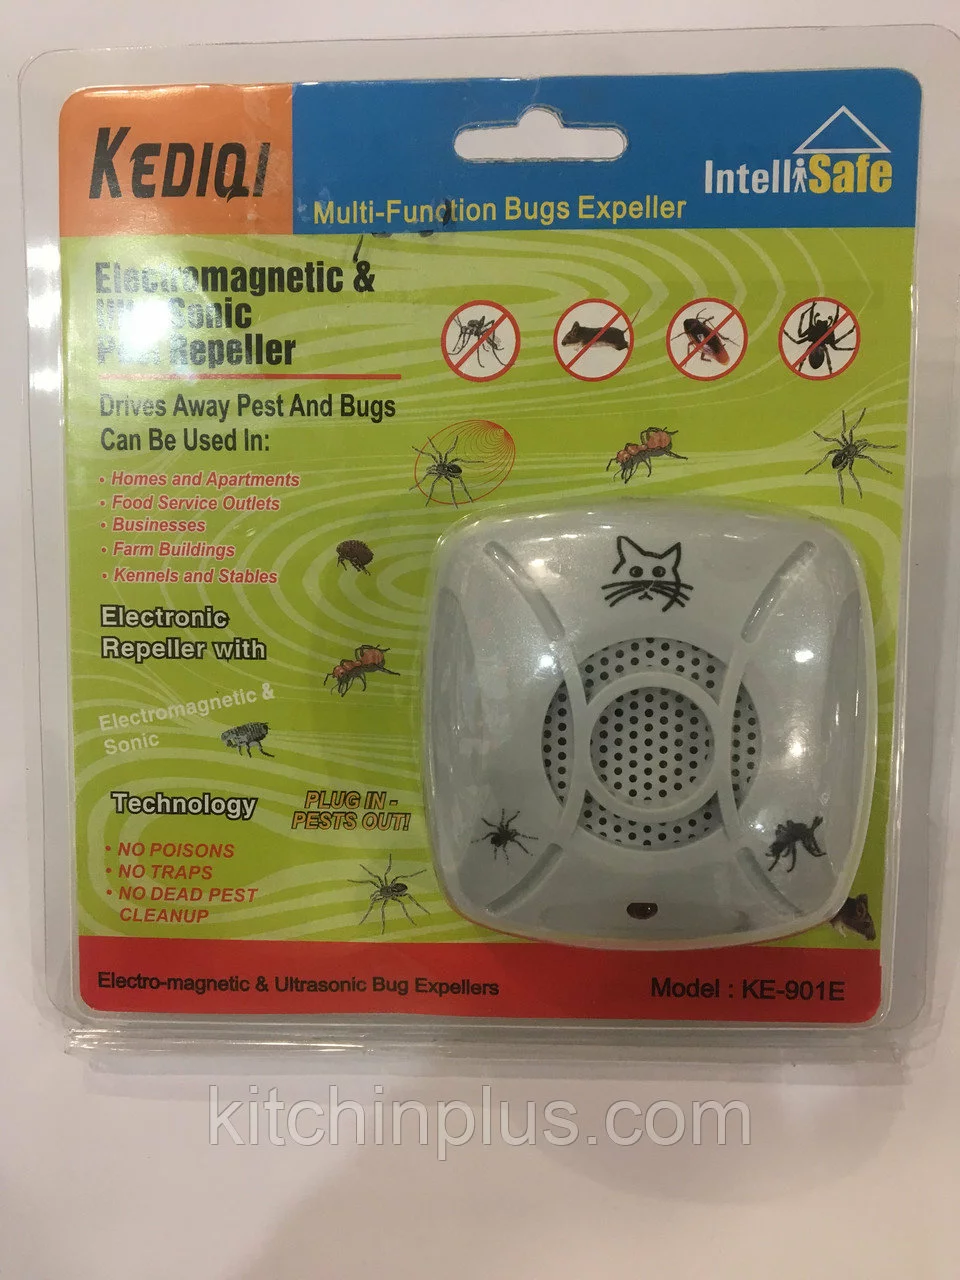 KEDIQI
IntelliSafe
Multi-Function Bugs Expeller
Electromagnetic &
Sonic
Repeller
Drives Away Pest And Bugs
Can Be Used In:
• Homes and Apartments
• Food Service Outlets
• Businesses
• Farm Buildings
• Kennels and Stables
Electronic
Repeller with
Electromagnetic &
Sonic
Technology
PLUG IN -
PESTS OUT!
• NO POISONS
• NO TRAPS
• NO DEAD PEST
CLEANUP
Electro-magnetic & Ultrasonic Bug Expellers
Model : KE-901E
kitchinplus.com